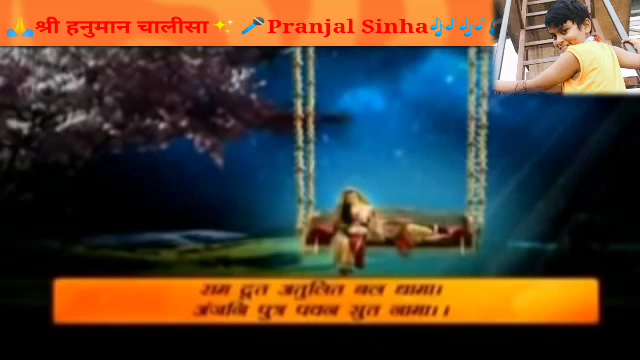 🙏श्री हनुमान चालीसा✨ 🎤Pranjal Sinha🎶🎶
राम दूत अतुलित बल धामा।
अंजनि पुत्र पवन सुत नामा।।